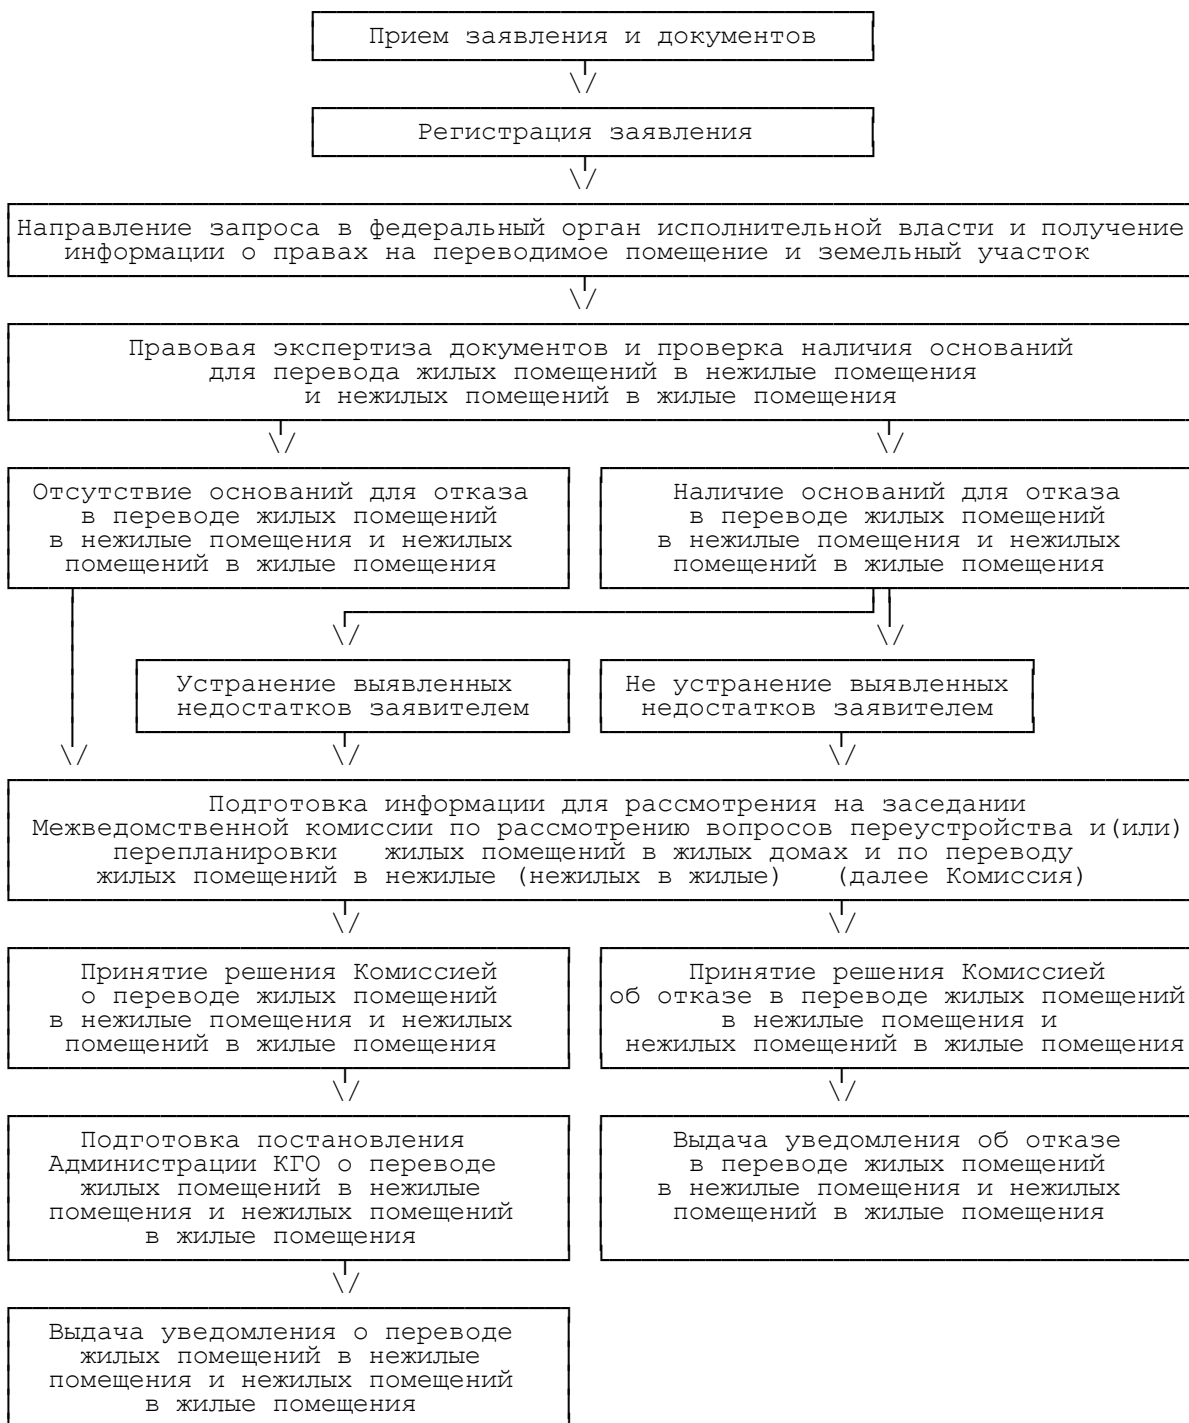 Прием заявления и документов
Регистрация заявления
Направление запроса в федеральный орган исполнительной власти и получение
информации о правах на переводимое помещение и земельный участок
Правовая экспертиза документов и проверка наличия оснований
для перевода жилых помещений в нежилые помещения
и нежилых помещений в жилые помещения
Отсутствие оснований для отказа
в переводе жилых помещений
в нежилые помещения и нежилых
помещений в жилые помещения
Наличие оснований для отказа
в переводе жилых помещений
в нежилые помещения и нежилых
помещений в жилые помещения
Устранение выявленных
недостатков заявителем
Не устранение выявленных
недостатков заявителем
Подготовка информации для рассмотрения на заседании
Межведомственной комиссии по рассмотрению вопросов переустройства и(или)
перепланировки жилых помещений в жилых домах и по переводу
жилых помещений в нежилые (нежилых в жилые) (далее Комиссия)
Принятие решения Комиссией
о переводе жилых помещений
в нежилые помещения и нежилых
помещений в жилые помещения
Принятие решения Комиссией
об отказе в переводе жилых помещений
в нежилые помещения и
нежилых помещений в жилые помещения
Подготовка постановления
Администрации КГО о переводе
жилых помещений в нежилые
помещения и нежилых помещений
в жилые помещения
Выдача уведомления об отказе
в переводе жилых помещений
в нежилые помещения и нежилых
помещений в жилые помещения
Выдача уведомления о переводе
жилых помещений в нежилые
помещения и нежилых помещений
в жилые помещения